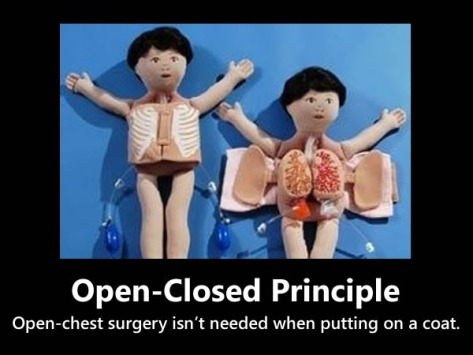 Open-Closed Principle
Open-chest surgery isn't needed when putting on a coat.